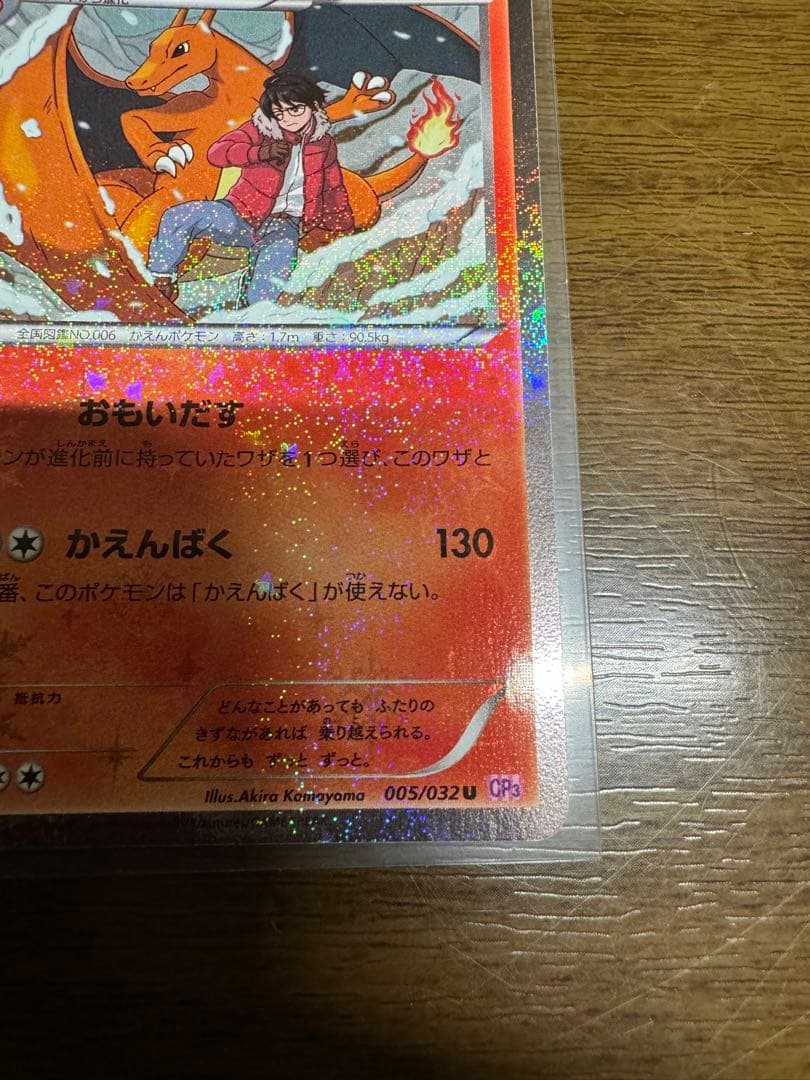 から進化
全国図鑑NO.006 かえんポケモン 高さ:1.7m 重さ:90.5kg
おもいだす
ンが進化前に持っていたワザを1つ選び、このワザと
かえんばく 130
番、このポケモンは「かえんばく」が使えない。
抵抗力
どんなことがあっても ふたりの
きずながあれば 乗り越えられる。
これからも ずっと ずっと。
Illus.Akira Komayama 005/032 U CP3